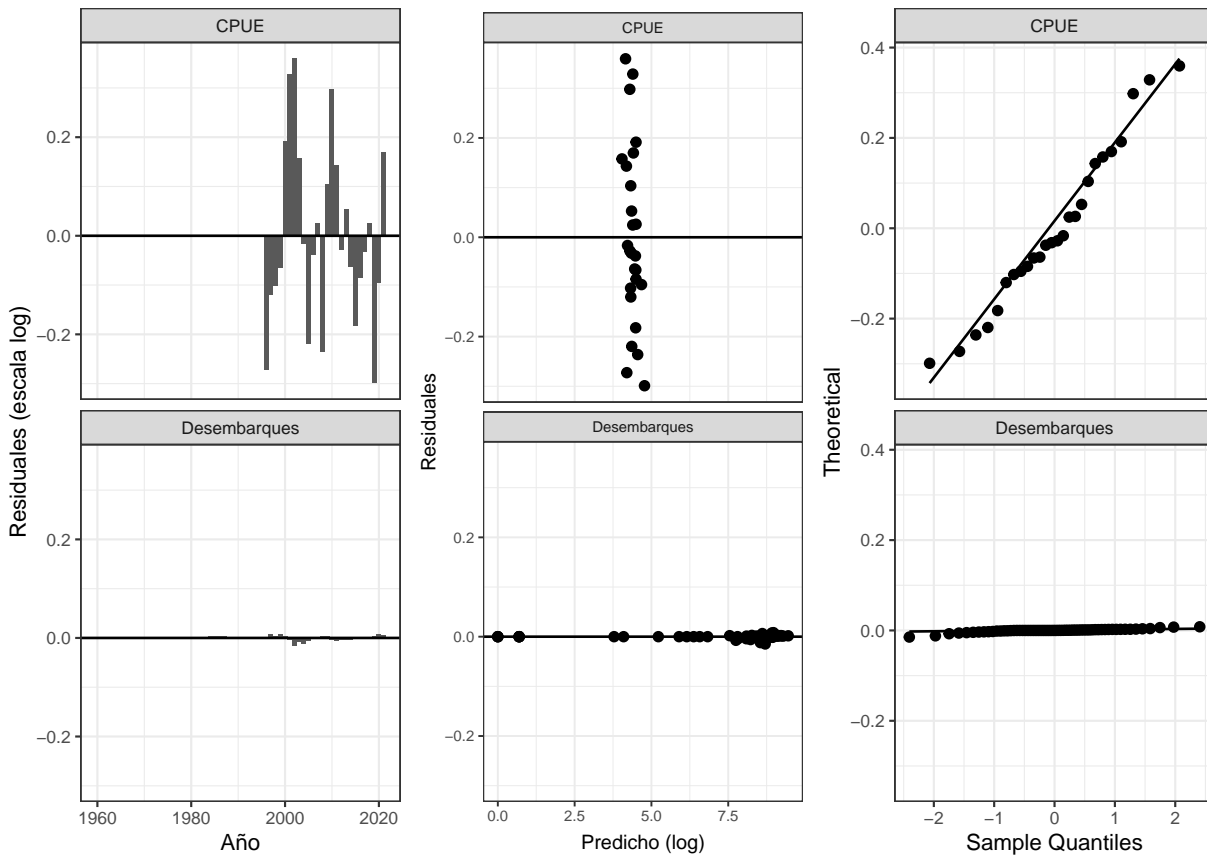 CPUE
0.2
0.0
−0.2
Desembarques
0.2
0.0
−0.2
1960
1980
2000
2020
Año
Residuales (escala log)
CPUE
0.2
0.0
−0.2
Desembarques
0.2
0.0
−0.2
0.0
2.5
5.0
7.5
Predicho (log)
Residuales
CPUE
0.4
0.2
0.0
−0.2
Desembarques
0.4
0.2
0.0
−0.2
−2
−1
0
1
2
Sample Quantiles
Theoretical